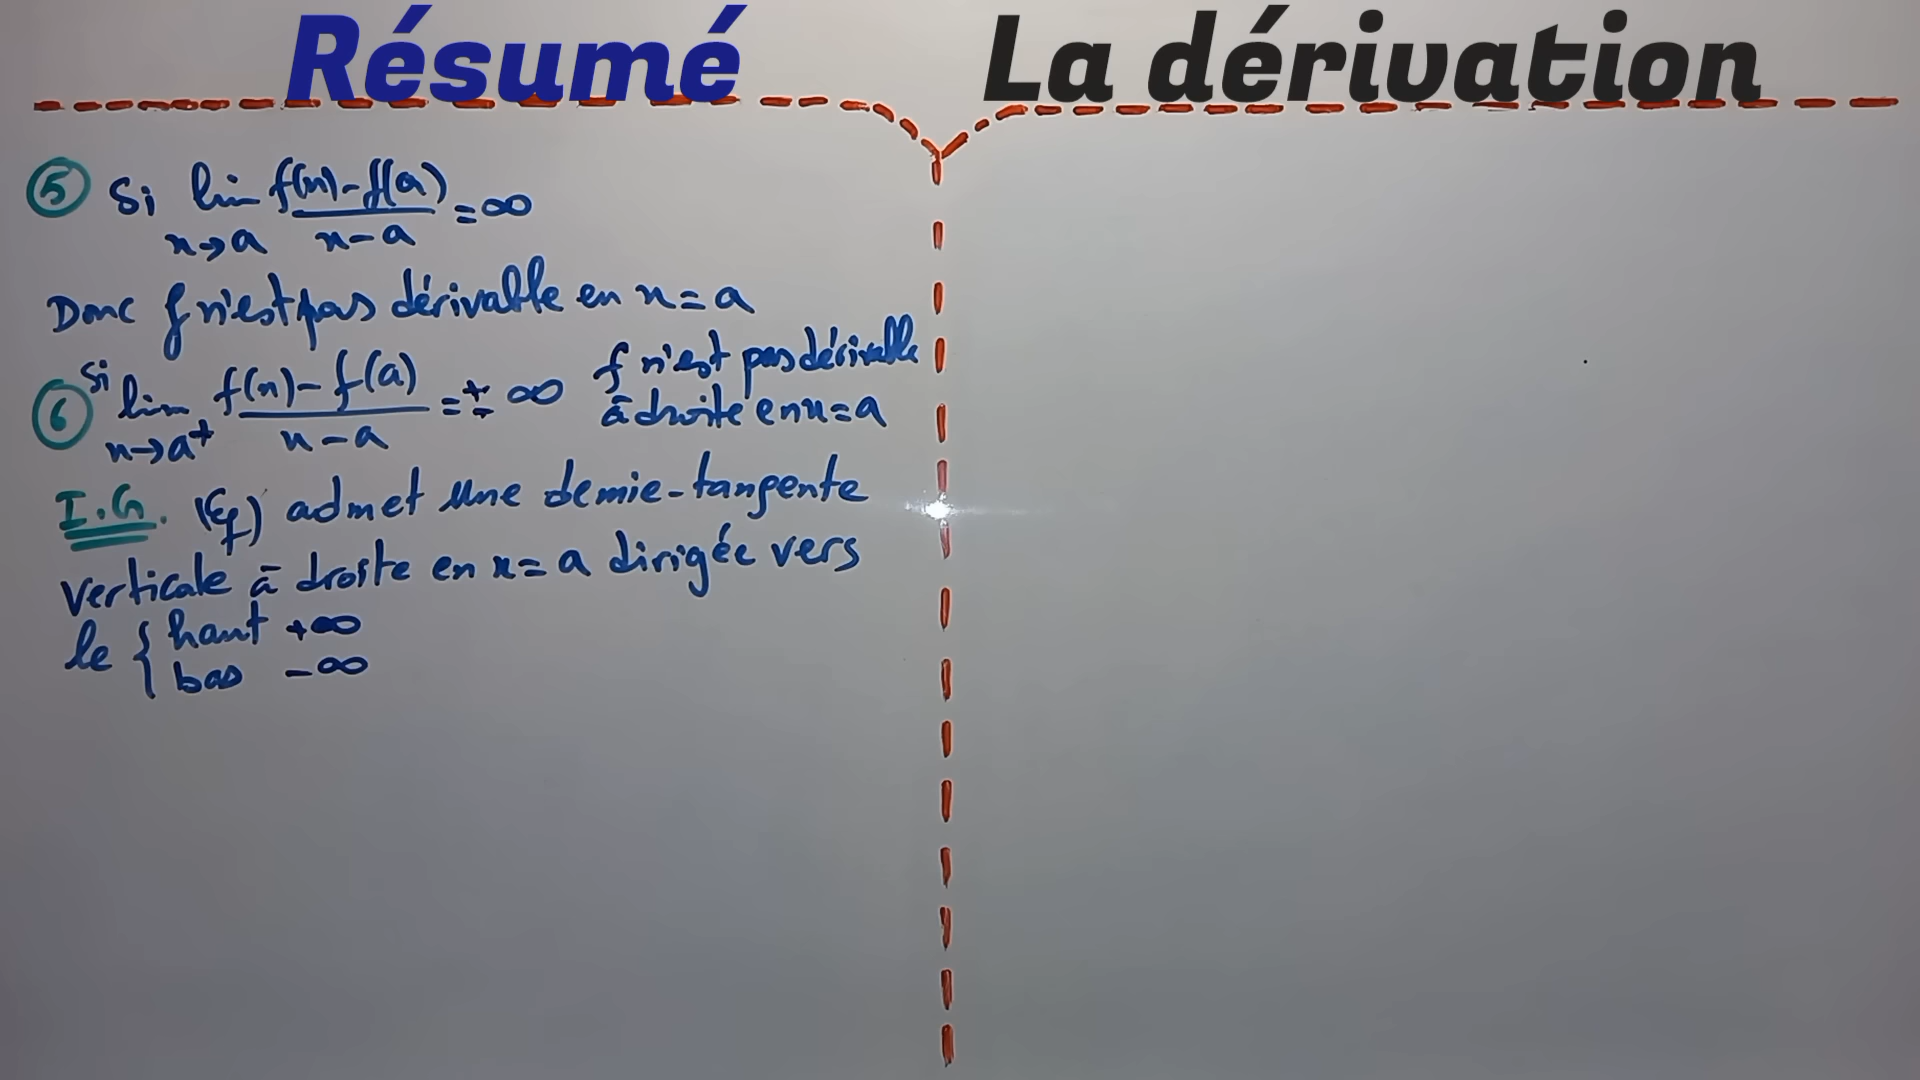 Résumé
La dérivation
⑤ Si lim f(x)-f(a) = ∞
x→a x-a
Donc f n'est pas dérivable en x=a
⑥ si lim f(x)-f(a) = ± ∞ f n'est pas dérivable
x→a⁺ x-a à droite en x=a
I.G. (Cf) admet une demie-tangente
verticale à droite en x=a dirigée vers
le { haut +∞
bas -∞